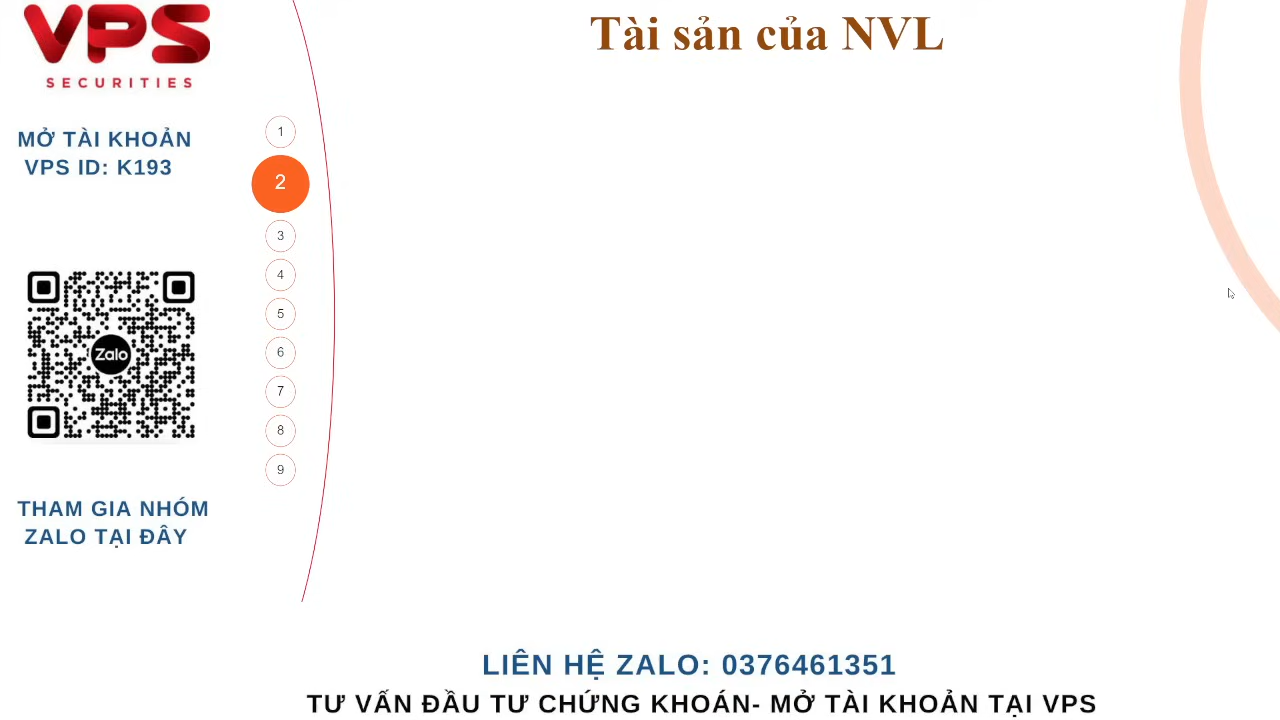 VPS
SECURITIES
MỞ TÀI KHOẢN
VPS ID: K193
Zalo
THAM GIA NHÓM
ZALO TẠI ĐÂY
1
2
3
4
5
6
7
8
9
Tài sản của NVL
LIÊN HỆ ZALO: 0376461351
TƯ VẤN ĐẦU TƯ CHỨNG KHOÁN- MỞ TÀI KHOẢN TẠI VPS